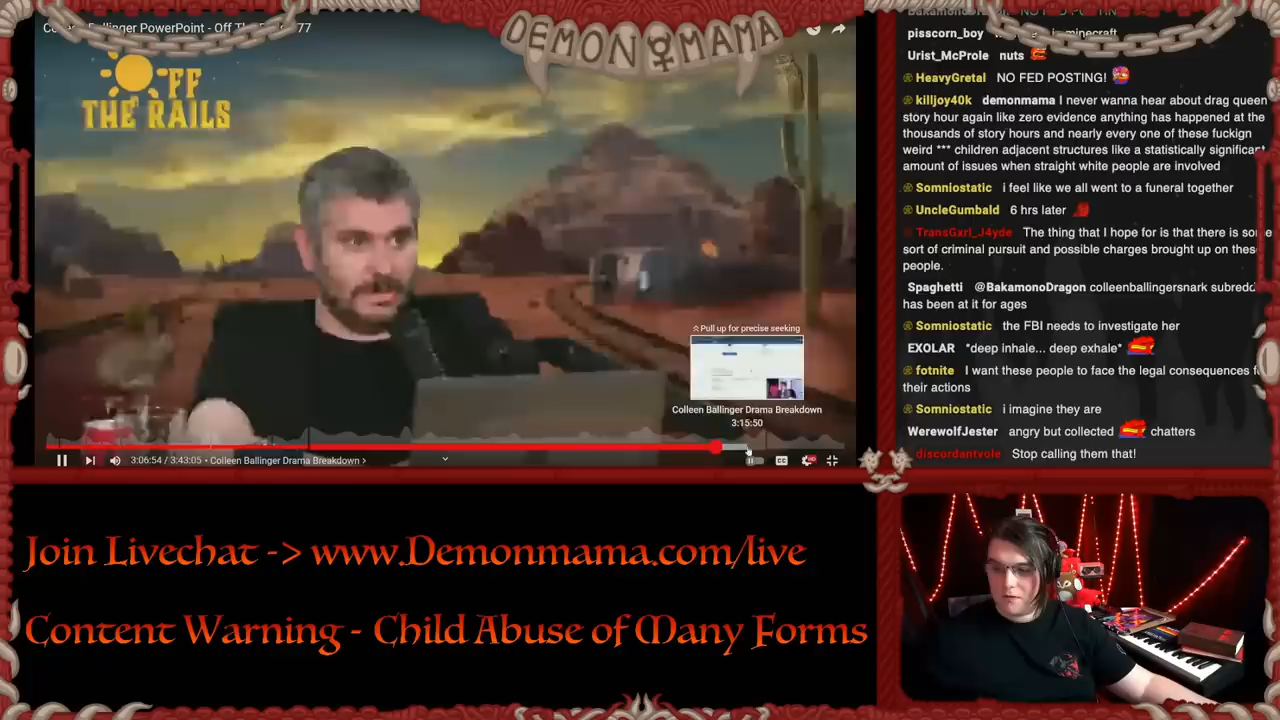 Ballinger PowerPoint - Off
77
DEMON MAMA
OFF
THE RAILS
Pull up for precise seeking
Colleen Ballinger Drama Breakdown
3:15:50
3:06:54 / 3:43:05 • Colleen Ballinger Drama Breakdown >
CC
HD
pisscorn_boy minecraft
Urist_McProle nuts
HeavyGretal NO FED POSTING!
killjoy40k demonmama I never wanna hear about drag queen
story hour again like zero evidence anything has happened at the
thousands of story hours and nearly every one of these fuckign
weird *** children adjacent structures like a statistically significant
amount of issues when straight white people are involved
Somniostatic i feel like we all went to a funeral together
UncleGumbald 6 hrs later
TransGxrl_J4yde The thing that I hope for is that there is some
sort of criminal pursuit and possible charges brought up on these
people.
Spaghetti @BakamonoDragon colleenballingersnark subredd
has been at it for ages
Somniostatic the FBI needs to investigate her
EXOLAR *deep inhale... deep exhale*
fotnite I want these people to face the legal consequences f
their actions
Somniostatic i imagine they are
WerewolfJester angry but collected chatters
discordantvole Stop calling them that!
Join Livechat -> www.Demonmama.com/live
Content Warning - Child Abuse of Many Forms